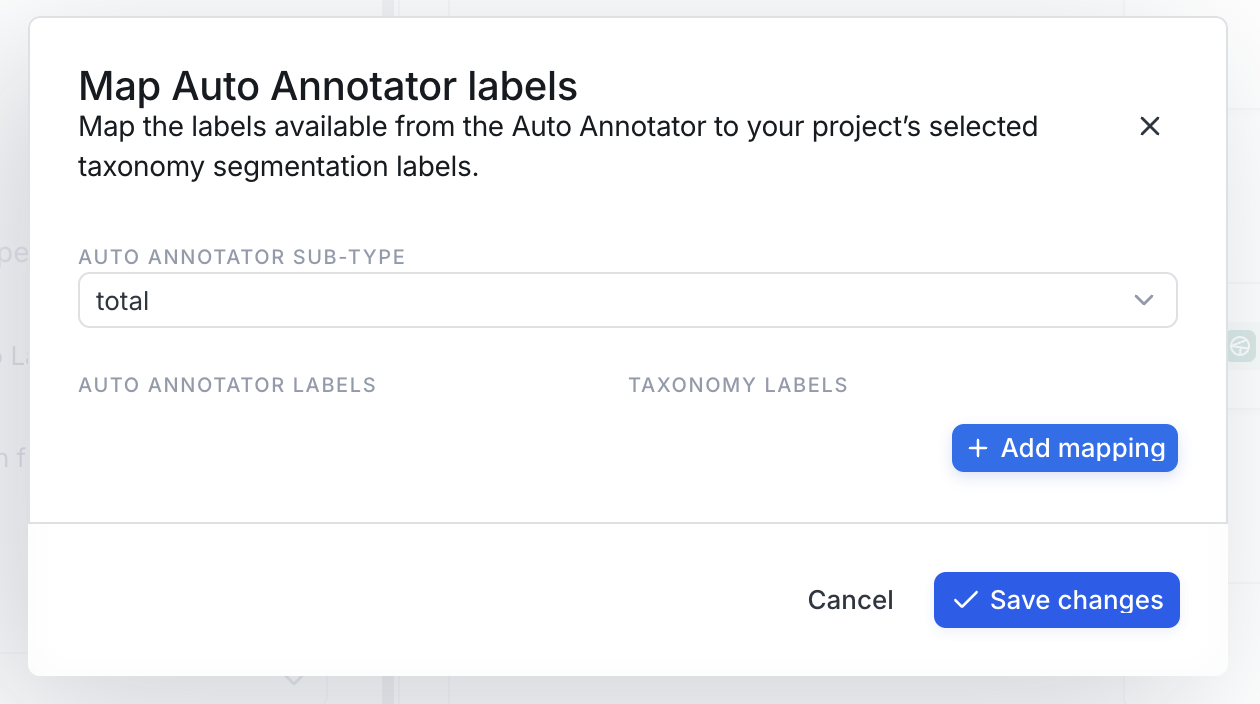 Map Auto Annotator labels
Map the labels available from the Auto Annotator to your project’s selected
taxonomy segmentation labels.
AUTO ANNOTATOR SUB-TYPE
total
AUTO ANNOTATOR LABELS
TAXONOMY LABELS
Add mapping
Cancel
Save changes